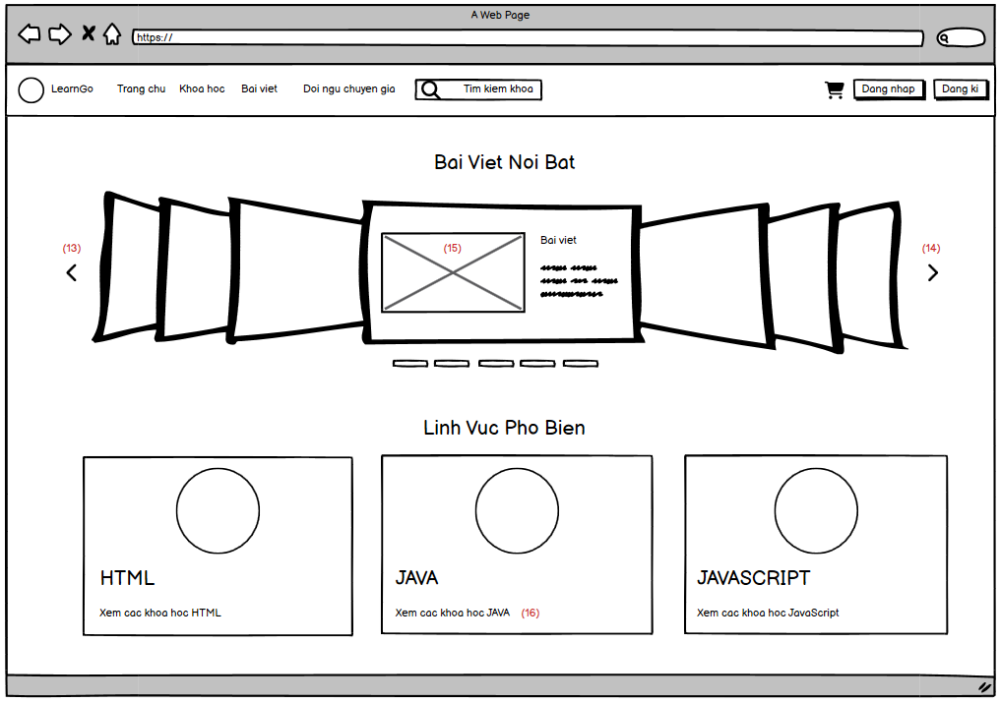 A Web Page
https://
LearnGo Trang chu Khoa hoc Bai viet Doi ngu chuyen gia Tim kiem khoa Dang nhap Dang ki
Bai Viet Noi Bat
(13) (15) Bai viet (14)
Linh Vuc Pho Bien
HTML JAVA JAVASCRIPT
Xem cac khoa hoc HTML Xem cac khoa hoc JAVA (16) Xem cac khoa hoc JavaScript